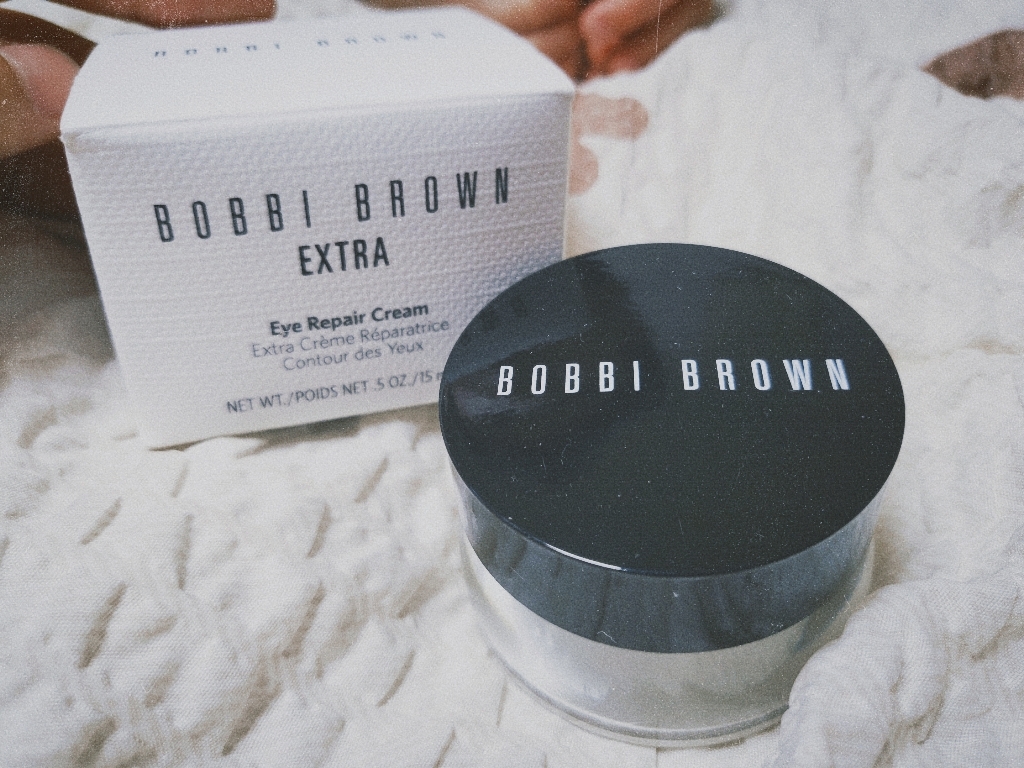 BOBBI BROWN
BOBBI BROWN
EXTRA
Eye Repair Cream
Extra Crème Réparatrice
Contour des Yeux
NET WT./POIDS NET .5 OZ./15
BOBBI BROWN